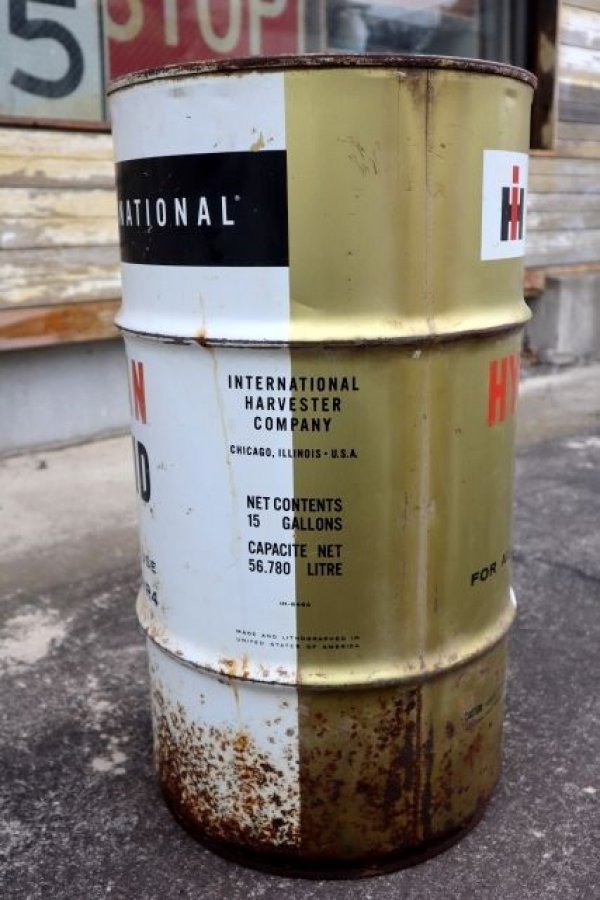 5
STOP
NATIONAL
IH
INTERNATIONAL
HARVESTER
COMPANY
CHICAGO, ILLINOIS - U.S.A.
NET CONTENTS
15 GALLONS
CAPACITE NET
56.780 LITRE
MADE AND LITHOGRAPHED IN
UNITED STATES OF AMERICA
HY
FOR